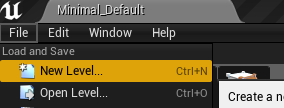 Minimal_Default
File Edit Window Help
Load and Save
New Level... Ctrl+N
Open Level... Ctrl+O
Create a ne